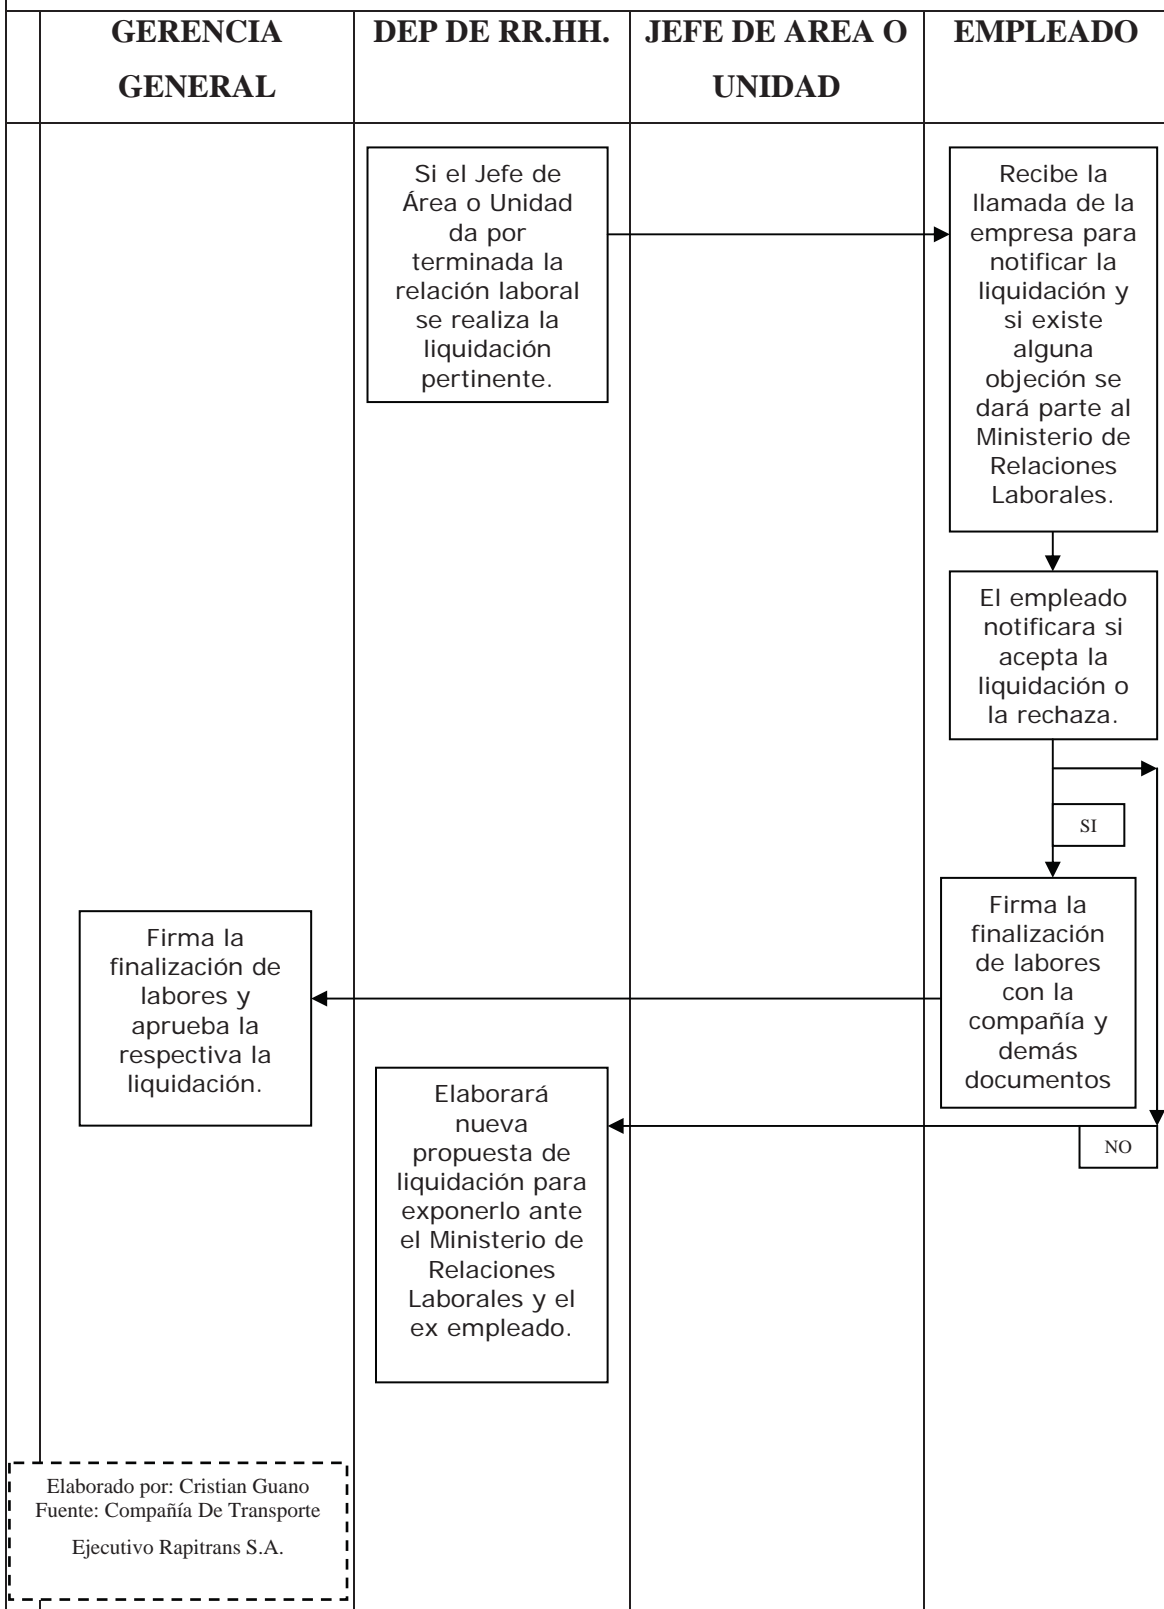 GERENCIA
GENERAL
DEP DE RR.HH.
JEFE DE AREA O
UNIDAD
EMPLEADO
Si el Jefe de
Área o Unidad
da por
terminada la
relación laboral
se realiza la
liquidación
pertinente.
Recibe la
llamada de la
empresa para
notificar la
liquidación y
si existe
alguna
objeción se
dará parte al
Ministerio de
Relaciones
Laborales.
El empleado
notificara si
acepta la
liquidación o
la rechaza.
SI
Firma la
finalización
de labores
con la
compañía y
demás
documentos
Firma la
finalización de
labores y
aprueba la
respectiva la
liquidación.
NO
Elaborará
nueva
propuesta de
liquidación para
exponerlo ante
el Ministerio de
Relaciones
Laborales y el
ex empleado.
Elaborado por: Cristian Guano
Fuente: Compañía De Transporte
Ejecutivo Rapitrans S.A.